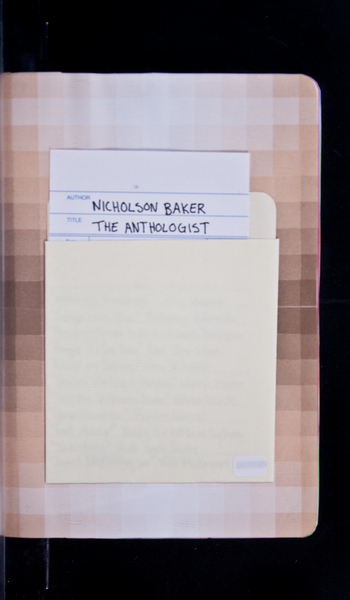 AUTHOR NICHOLSON BAKER
TITLE THE ANTHOLOGIST